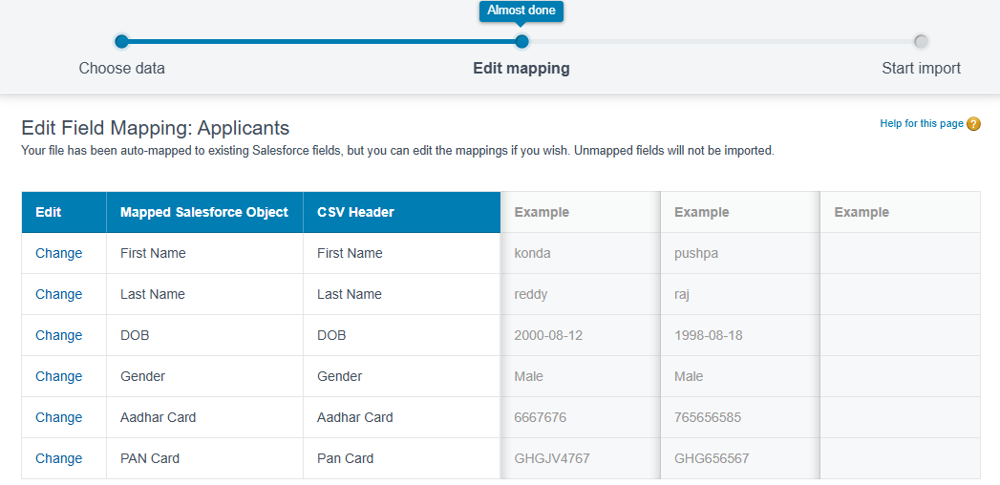 Almost done
Choose data Edit mapping Start import
Edit Field Mapping: Applicants
Help for this page ?
Your file has been auto-mapped to existing Salesforce fields, but you can edit the mappings if you wish. Unmapped fields will not be imported.
Edit Mapped Salesforce Object CSV Header Example Example Example
Change First Name First Name konda pushpa
Change Last Name Last Name reddy raj
Change DOB DOB 2000-08-12 1998-08-18
Change Gender Gender Male Male
Change Aadhar Card Aadhar Card 6667676 765656585
Change PAN Card Pan Card GHGJV4767 GHG656567